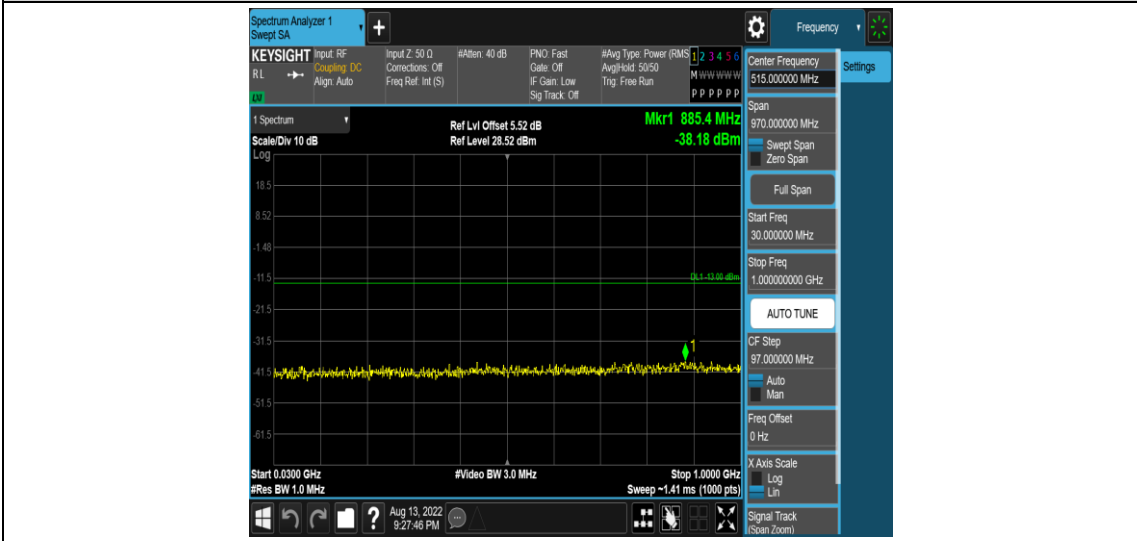 Spectrum Analyzer 1
Swept SA
+
Frequency
KEYSIGHT
RL
Input: RF
Coupling: DC
Align: Auto
Input Z: 50 Ω
Corrections: Off
Freq Ref: Int (S)
#Atten: 40 dB
PNO: Fast
Gate: Off
IF Gain: Low
Sig Track: Off
#Avg Type: Power (RMS
Avg|Hold: 50/50
Trig: Free Run
1 2 3 4 5 6
M W W W W W
P P P P P P
1 Spectrum
Scale/Div 10 dB
Log
Ref Lvl Offset 5.52 dB
Ref Level 28.52 dBm
Mkr1 885.4 MHz
-38.18 dBm
18.5
8.52
-1.48
-11.5
DL1 -13.00 dBm
-21.5
-31.5
1
-41.5
-51.5
-61.5
Start 0.0300 GHz
#Video BW 3.0 MHz
Stop 1.0000 GHz
#Res BW 1.0 MHz
Sweep ~1.41 ms (1000 pts)
?
Aug 13, 2022
9:27:46 PM
Center Frequency
515.000000 MHz
Settings
Span
970.000000 MHz
Swept Span
Zero Span
Full Span
Start Freq
30.000000 MHz
Stop Freq
1.000000000 GHz
AUTO TUNE
CF Step
97.000000 MHz
Auto
Man
Freq Offset
0 Hz
X Axis Scale
Log
Lin
Signal Track
(Span Zoom)